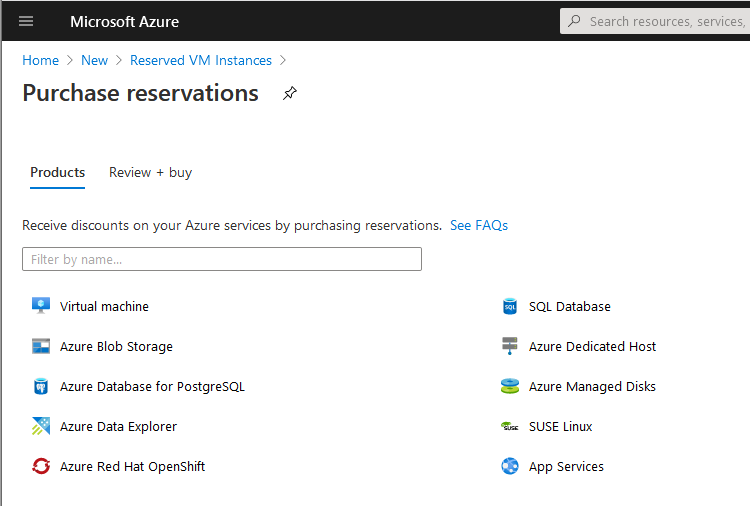 Microsoft Azure
Search resources, services,
Home > New > Reserved VM Instances >
Purchase reservations
Products Review + buy
Receive discounts on your Azure services by purchasing reservations. See FAQs
Filter by name...
Virtual machine SQL Database
Azure Blob Storage Azure Dedicated Host
Azure Database for PostgreSQL Azure Managed Disks
Azure Data Explorer SUSE SUSE Linux
Azure Red Hat OpenShift App Services